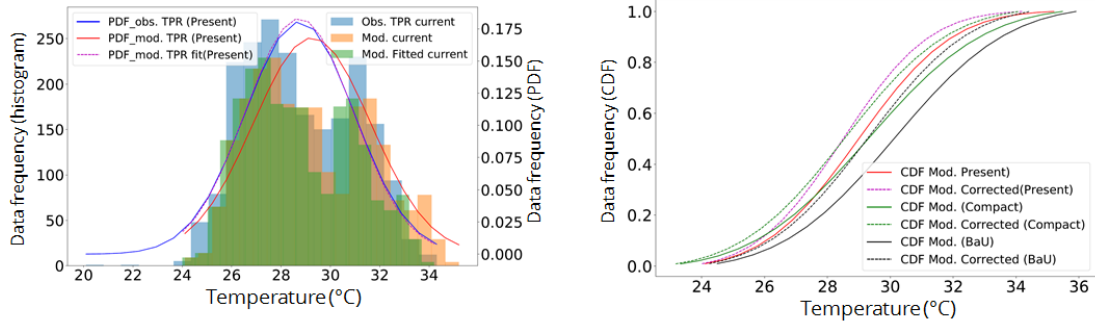 PDF_obs. TPR (Present)
PDF_mod. TPR (Present)
PDF_mod. TPR fit(Present)
Obs. TPR current
Mod. current
Mod. Fitted current
Data frequency (histogram)
250
200
150
100
50
0
20
22
24
26
28
30
32
34
Temperature (°C)
0.175
0.150
0.125
0.100
0.075
0.050
0.025
0.000
Data frequency (PDF)
Data frequency (CDF)
1.0
0.8
0.6
0.4
0.2
0.0
CDF Mod. Present)
CDF Mod. Corrected(Present)
CDF Mod. (Compact)
CDF Mod. Corrected (Compact)
CDF Mod. (BaU)
CDF Mod. Corrected (BaU)
24
26
28
30
32
34
36
Temperature (°C)